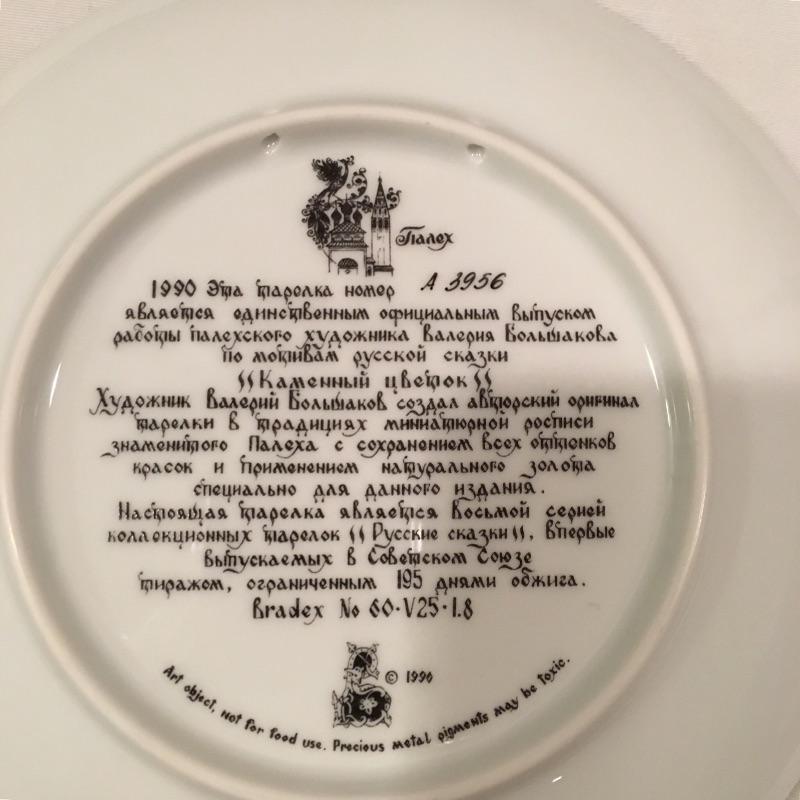 Палех
1990 Эта тарелка номер А 3956
является единственным официальным выпуском
работы палехского художника Валерия Большакова
по мотивам русской сказки
"Каменный цветок"
Художник Валерий Большаков создал авторский оригинал
тарелки в традициях миниатюрной росписи
знаменитого Палеха с сохранением всех оттенков
красок и применением натурального золота
специально для данного издания.
Настоящая тарелка является восьмой серией
коллекционных тарелок "Русские сказки", впервые
выпускаемых в Советском Союзе
тиражом, ограниченным 195 днями обжига.
Bradex No 60·V25·1.8
© 1990
Art object, not for food use. Precious metal pigments may be toxic.